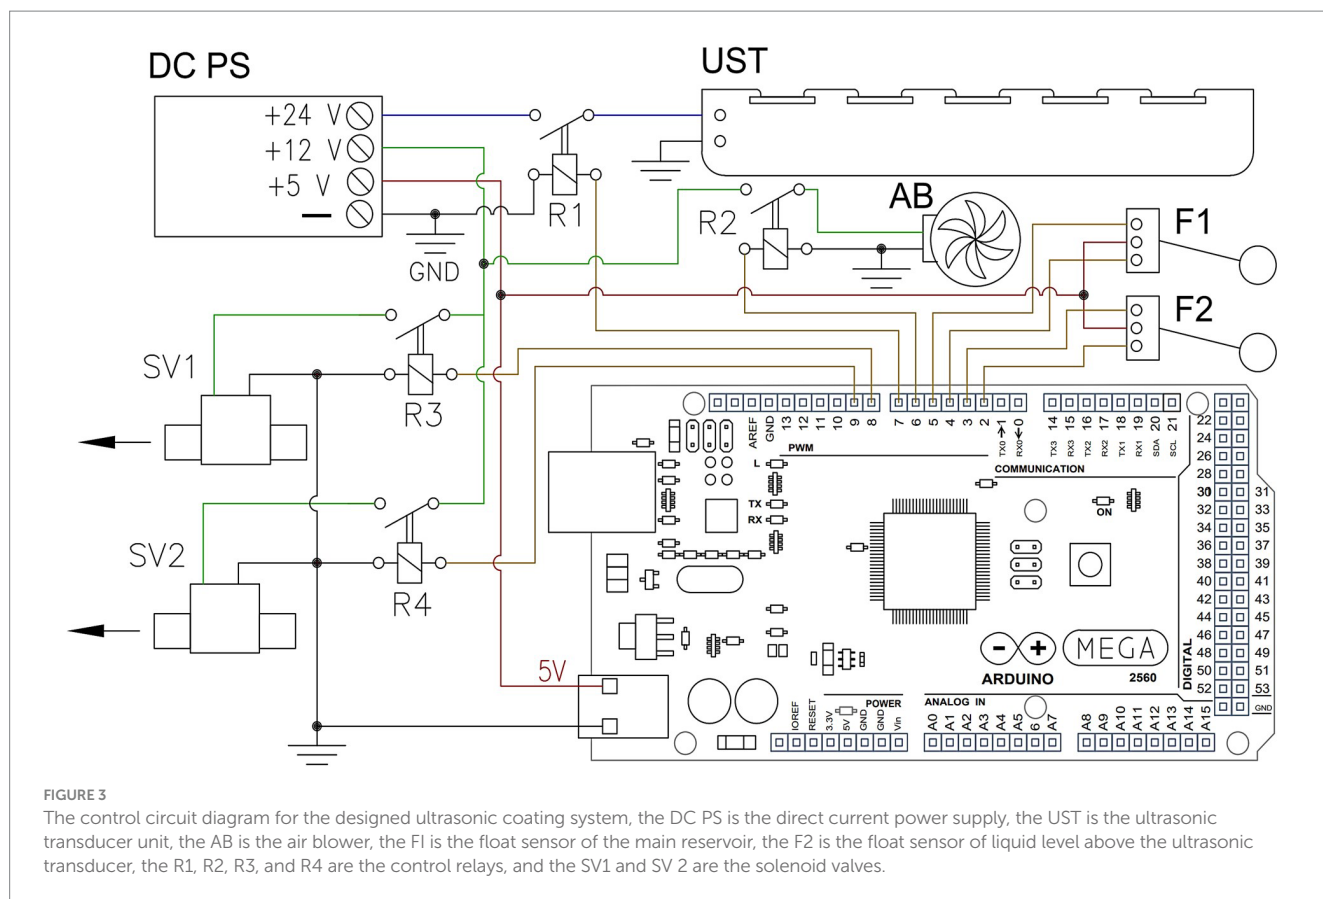 DC PS
UST
+24 V
+12 V
+5 V
GND
R1
R2
AB
F1
F2
SV1
R3
SV2
R4
5V
AREF
GND
13
12
11
10
9
8
7
6
5
4
3
2
TX0→1
RX0←0
PWM
14
15
16
17
18
19
20
21
TX3
RX3
TX2
RX2
TX1
RX1
SDA
SCL
COMMUNICATION
L
TX
RX
ON
22
24
26
28
30
31
32
33
34
35
36
37
38
39
40
41
42
43
44
45
46
47
48
49
50
51
52
53
GND
DIGITAL
MEGA
ARDUINO
2560
IOREF
RESET
3.3V
5V
GND
GND
Vin
POWER
ANALOG IN
A0
A1
A2
A3
A4
A5
6
A7
A8
A9
A10
A11
A12
A13
A14
A15
FIGURE 3
The control circuit diagram for the designed ultrasonic coating system, the DC PS is the direct current power supply, the UST is the ultrasonic
transducer unit, the AB is the air blower, the FI is the float sensor of the main reservoir, the F2 is the float sensor of liquid level above the ultrasonic
transducer, the R1, R2, R3, and R4 are the control relays, and the SV1 and SV 2 are the solenoid valves.